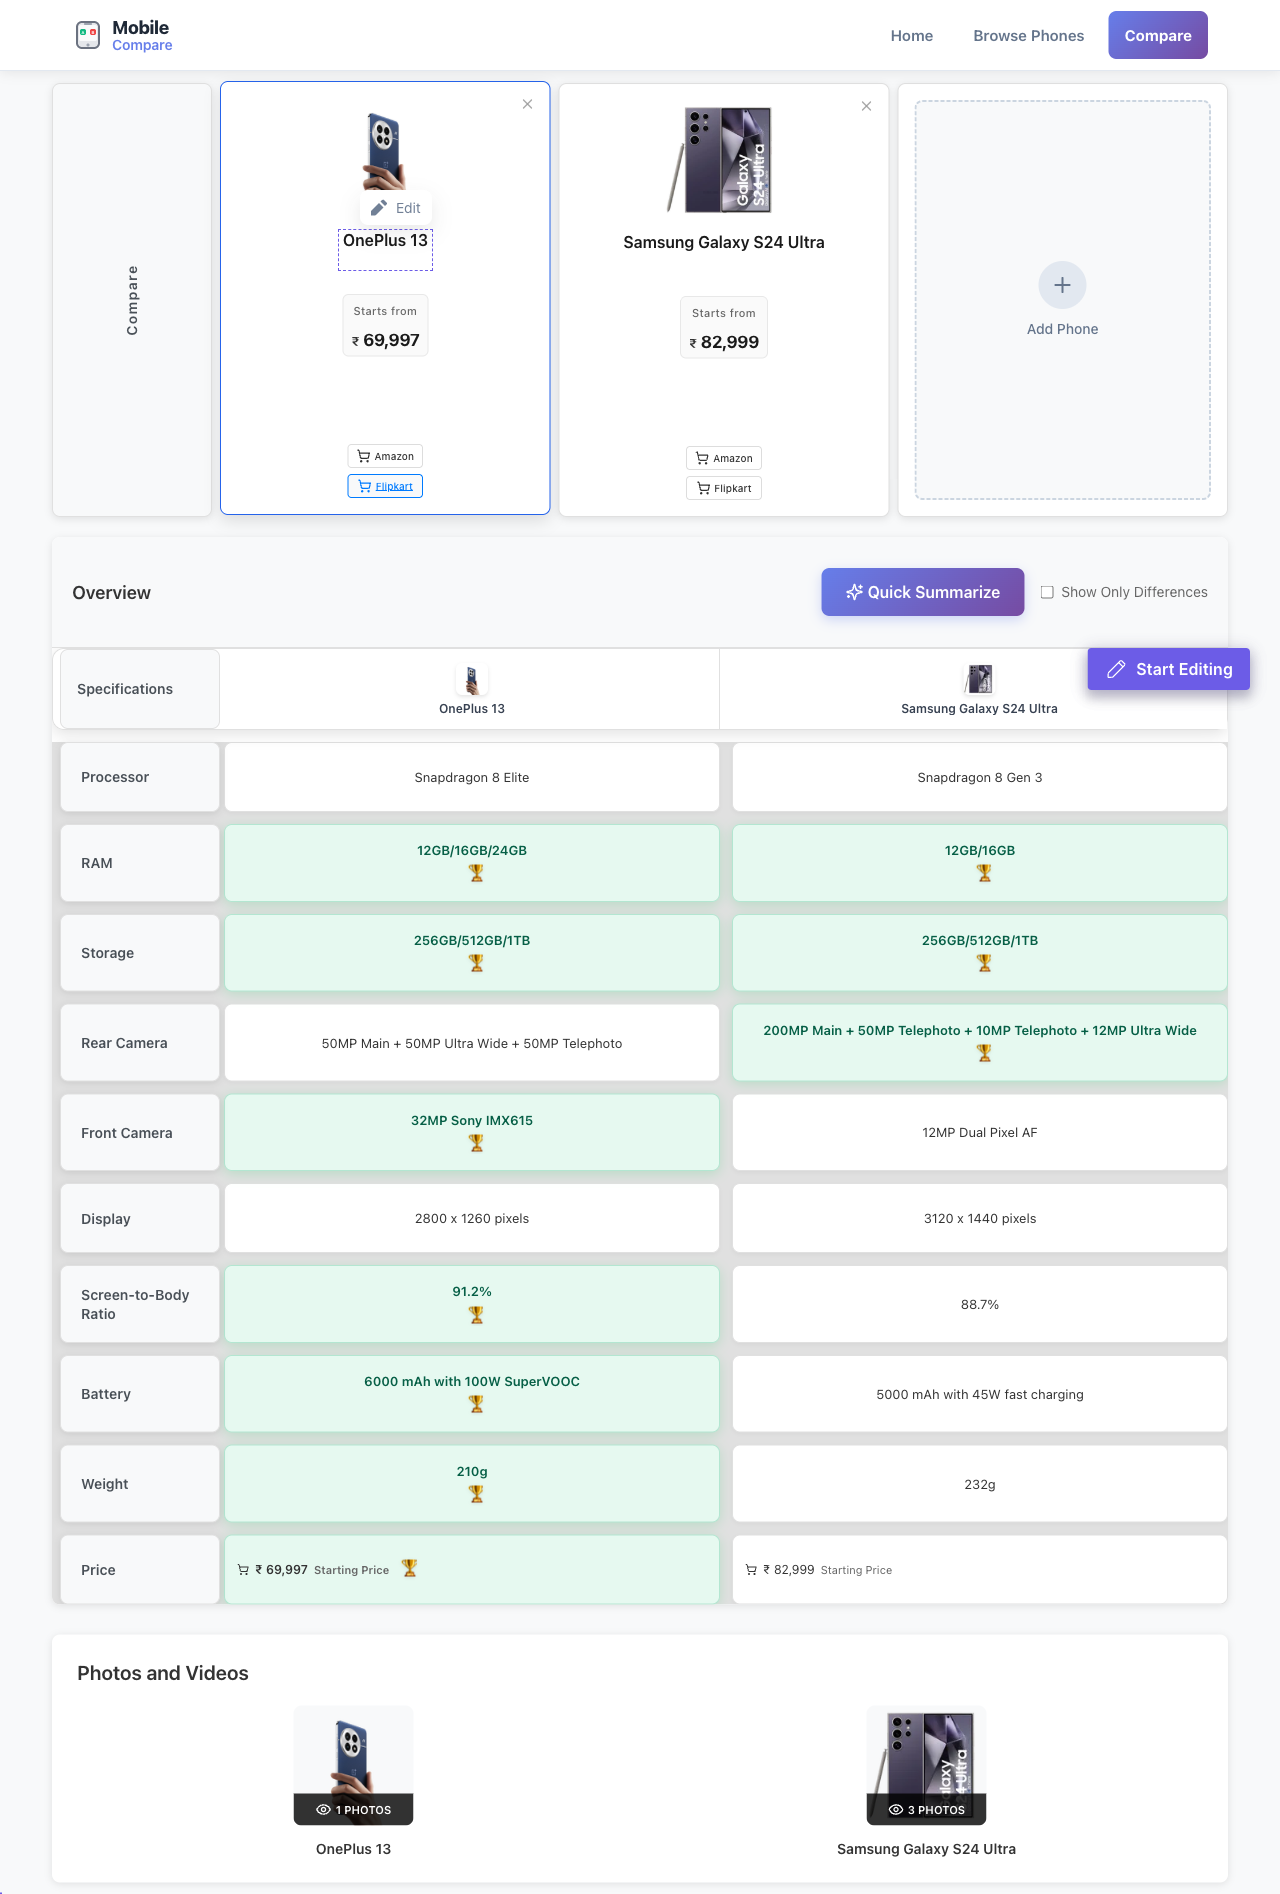 Mobile
Compare
Home
Browse Phones
Compare
Compare
Edit
OnePlus 13
Starts from
₹ 69,997
Amazon
Flipkart
Galaxy
S24 Ultra
Samsung Galaxy S24 Ultra
Starts from
₹ 82,999
Amazon
Flipkart
Add Phone
Overview
Quick Summarize
Show Only Differences
Start Editing
Specifications
OnePlus 13
Samsung Galaxy S24 Ultra
Processor
Snapdragon 8 Elite
Snapdragon 8 Gen 3
RAM
12GB/16GB/24GB
12GB/16GB
Storage
256GB/512GB/1TB
256GB/512GB/1TB
Rear Camera
50MP Main + 50MP Ultra Wide + 50MP Telephoto
200MP Main + 50MP Telephoto + 10MP Telephoto + 12MP Ultra Wide
Front Camera
32MP Sony IMX615
12MP Dual Pixel AF
Display
2800 x 1260 pixels
3120 x 1440 pixels
Screen-to-Body
Ratio
91.2%
88.7%
Battery
6000 mAh with 100W SuperVOOC
5000 mAh with 45W fast charging
Weight
210g
232g
Price
₹ 69,997 Starting Price
₹ 82,999 Starting Price
Photos and Videos
1 PHOTOS
OnePlus 13
3 PHOTOS
Samsung Galaxy S24 Ultra